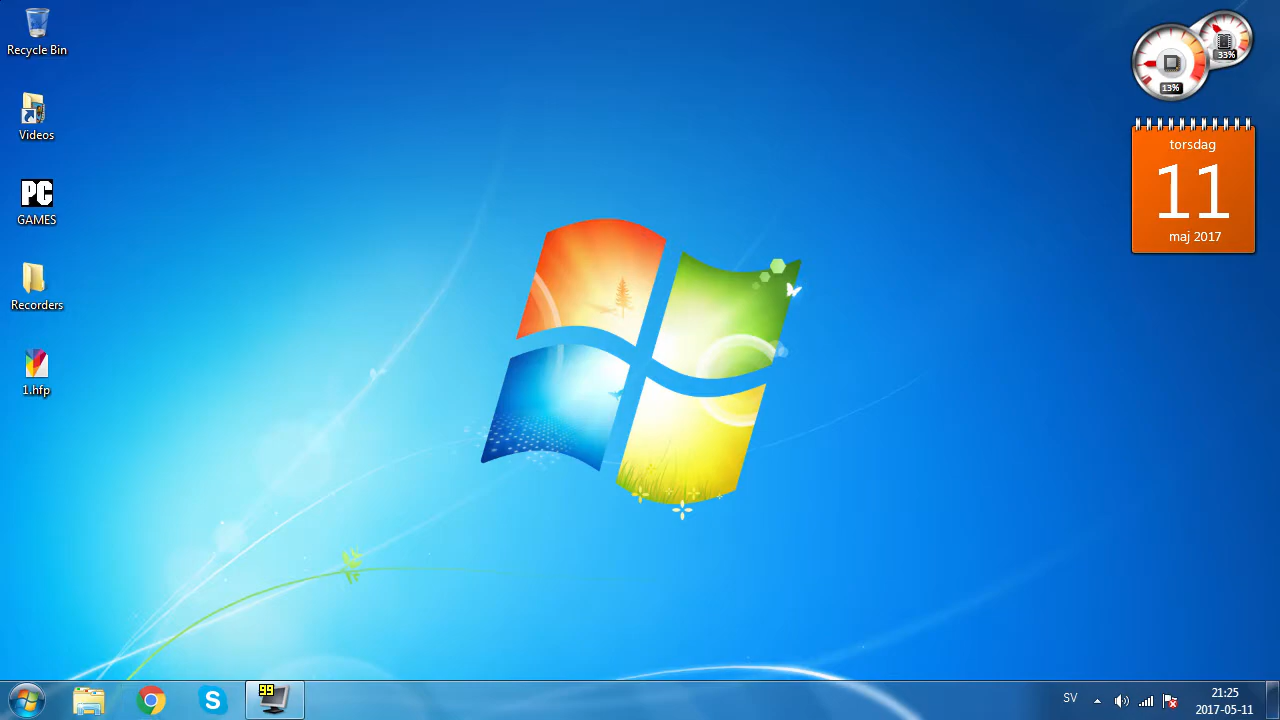 Recycle Bin
Videos
PC
GAMES
Recorders
1.hfp
33%
13%
torsdag
11
maj 2017
S
99
SV
21:25
2017-05-11